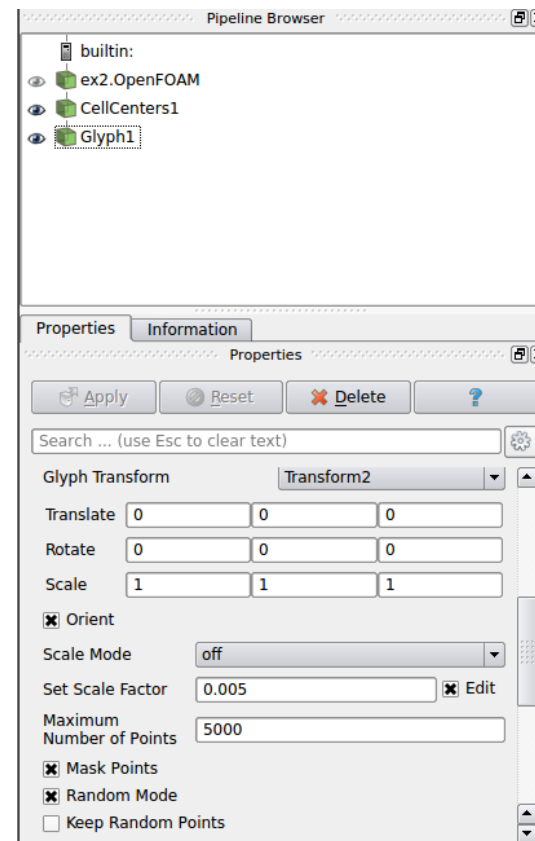 Pipeline Browser
builtin:
ex2.OpenFOAM
CellCenters1
Glyph1
Properties Information
Properties
Apply Reset Delete ?
Search ... (use Esc to clear text)
Glyph Transform Transform2
Translate 0 0 0
Rotate 0 0 0
Scale 1 1 1
Orient
Scale Mode off
Set Scale Factor 0.005 Edit
Maximum
Number of Points 5000
Mask Points
Random Mode
Keep Random Points